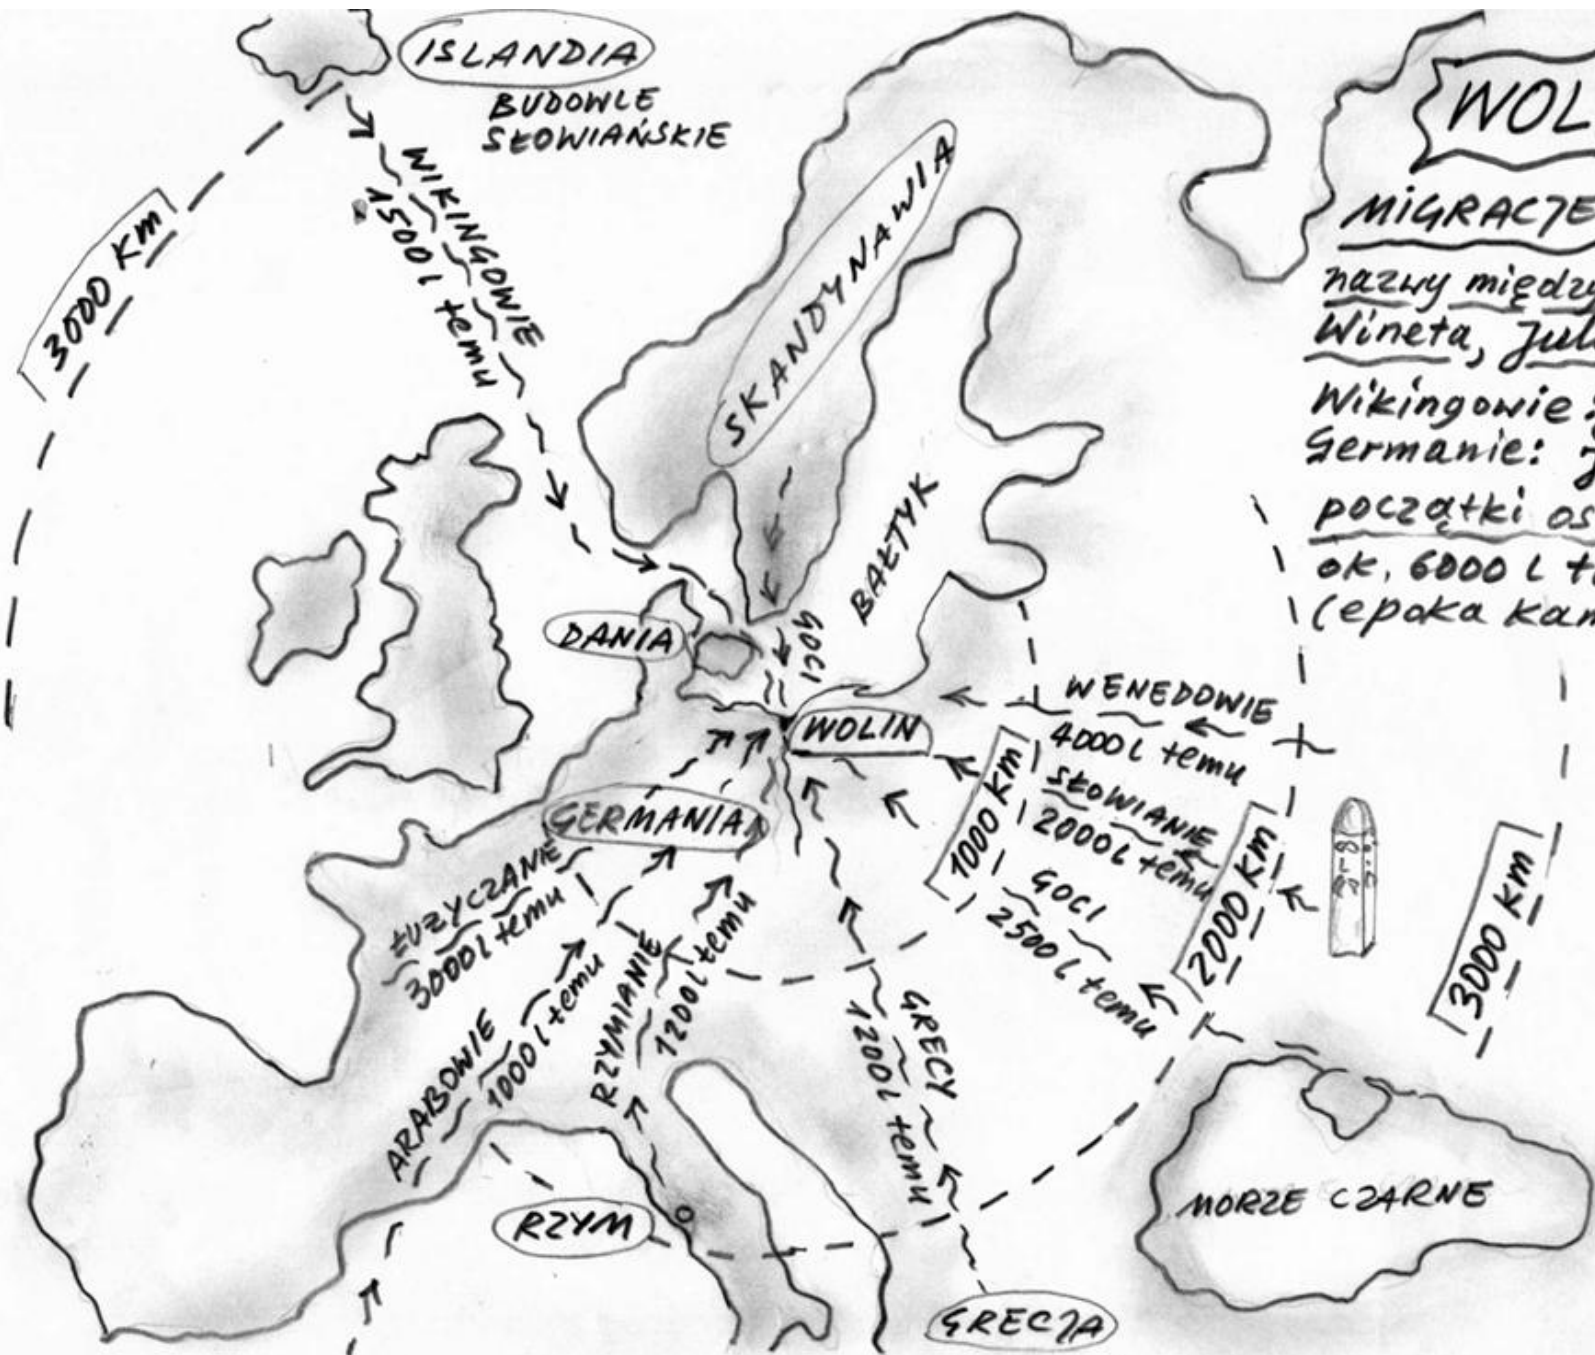 ISLANDIA
BUDOWLE
SŁOWIAŃSKIE
WOL
MIGRACJE
nazwy między
Wineta, Jul
Wikingowie:
Germanie: J
początki os
ok. 6000 l t
(epoka kam
3000 km
WIKINGOWIE
1500 l temu
SKANDYNAWIA
BAŁTYK
DANIA
GOCI
WOLIN
WENEDOWIE
4000 l temu
SŁOWIANIE
2000 l temu
GOCI
2500 l temu
1000 km
2000 km
3000 km
GERMANIA
ŁUŻYCZANIE
3000 l temu
ARABOWIE
1000 l temu
RZYMIANIE
1200 l temu
GRECY
1200 l temu
MORZE CZARNE
RZYM
GRECJA